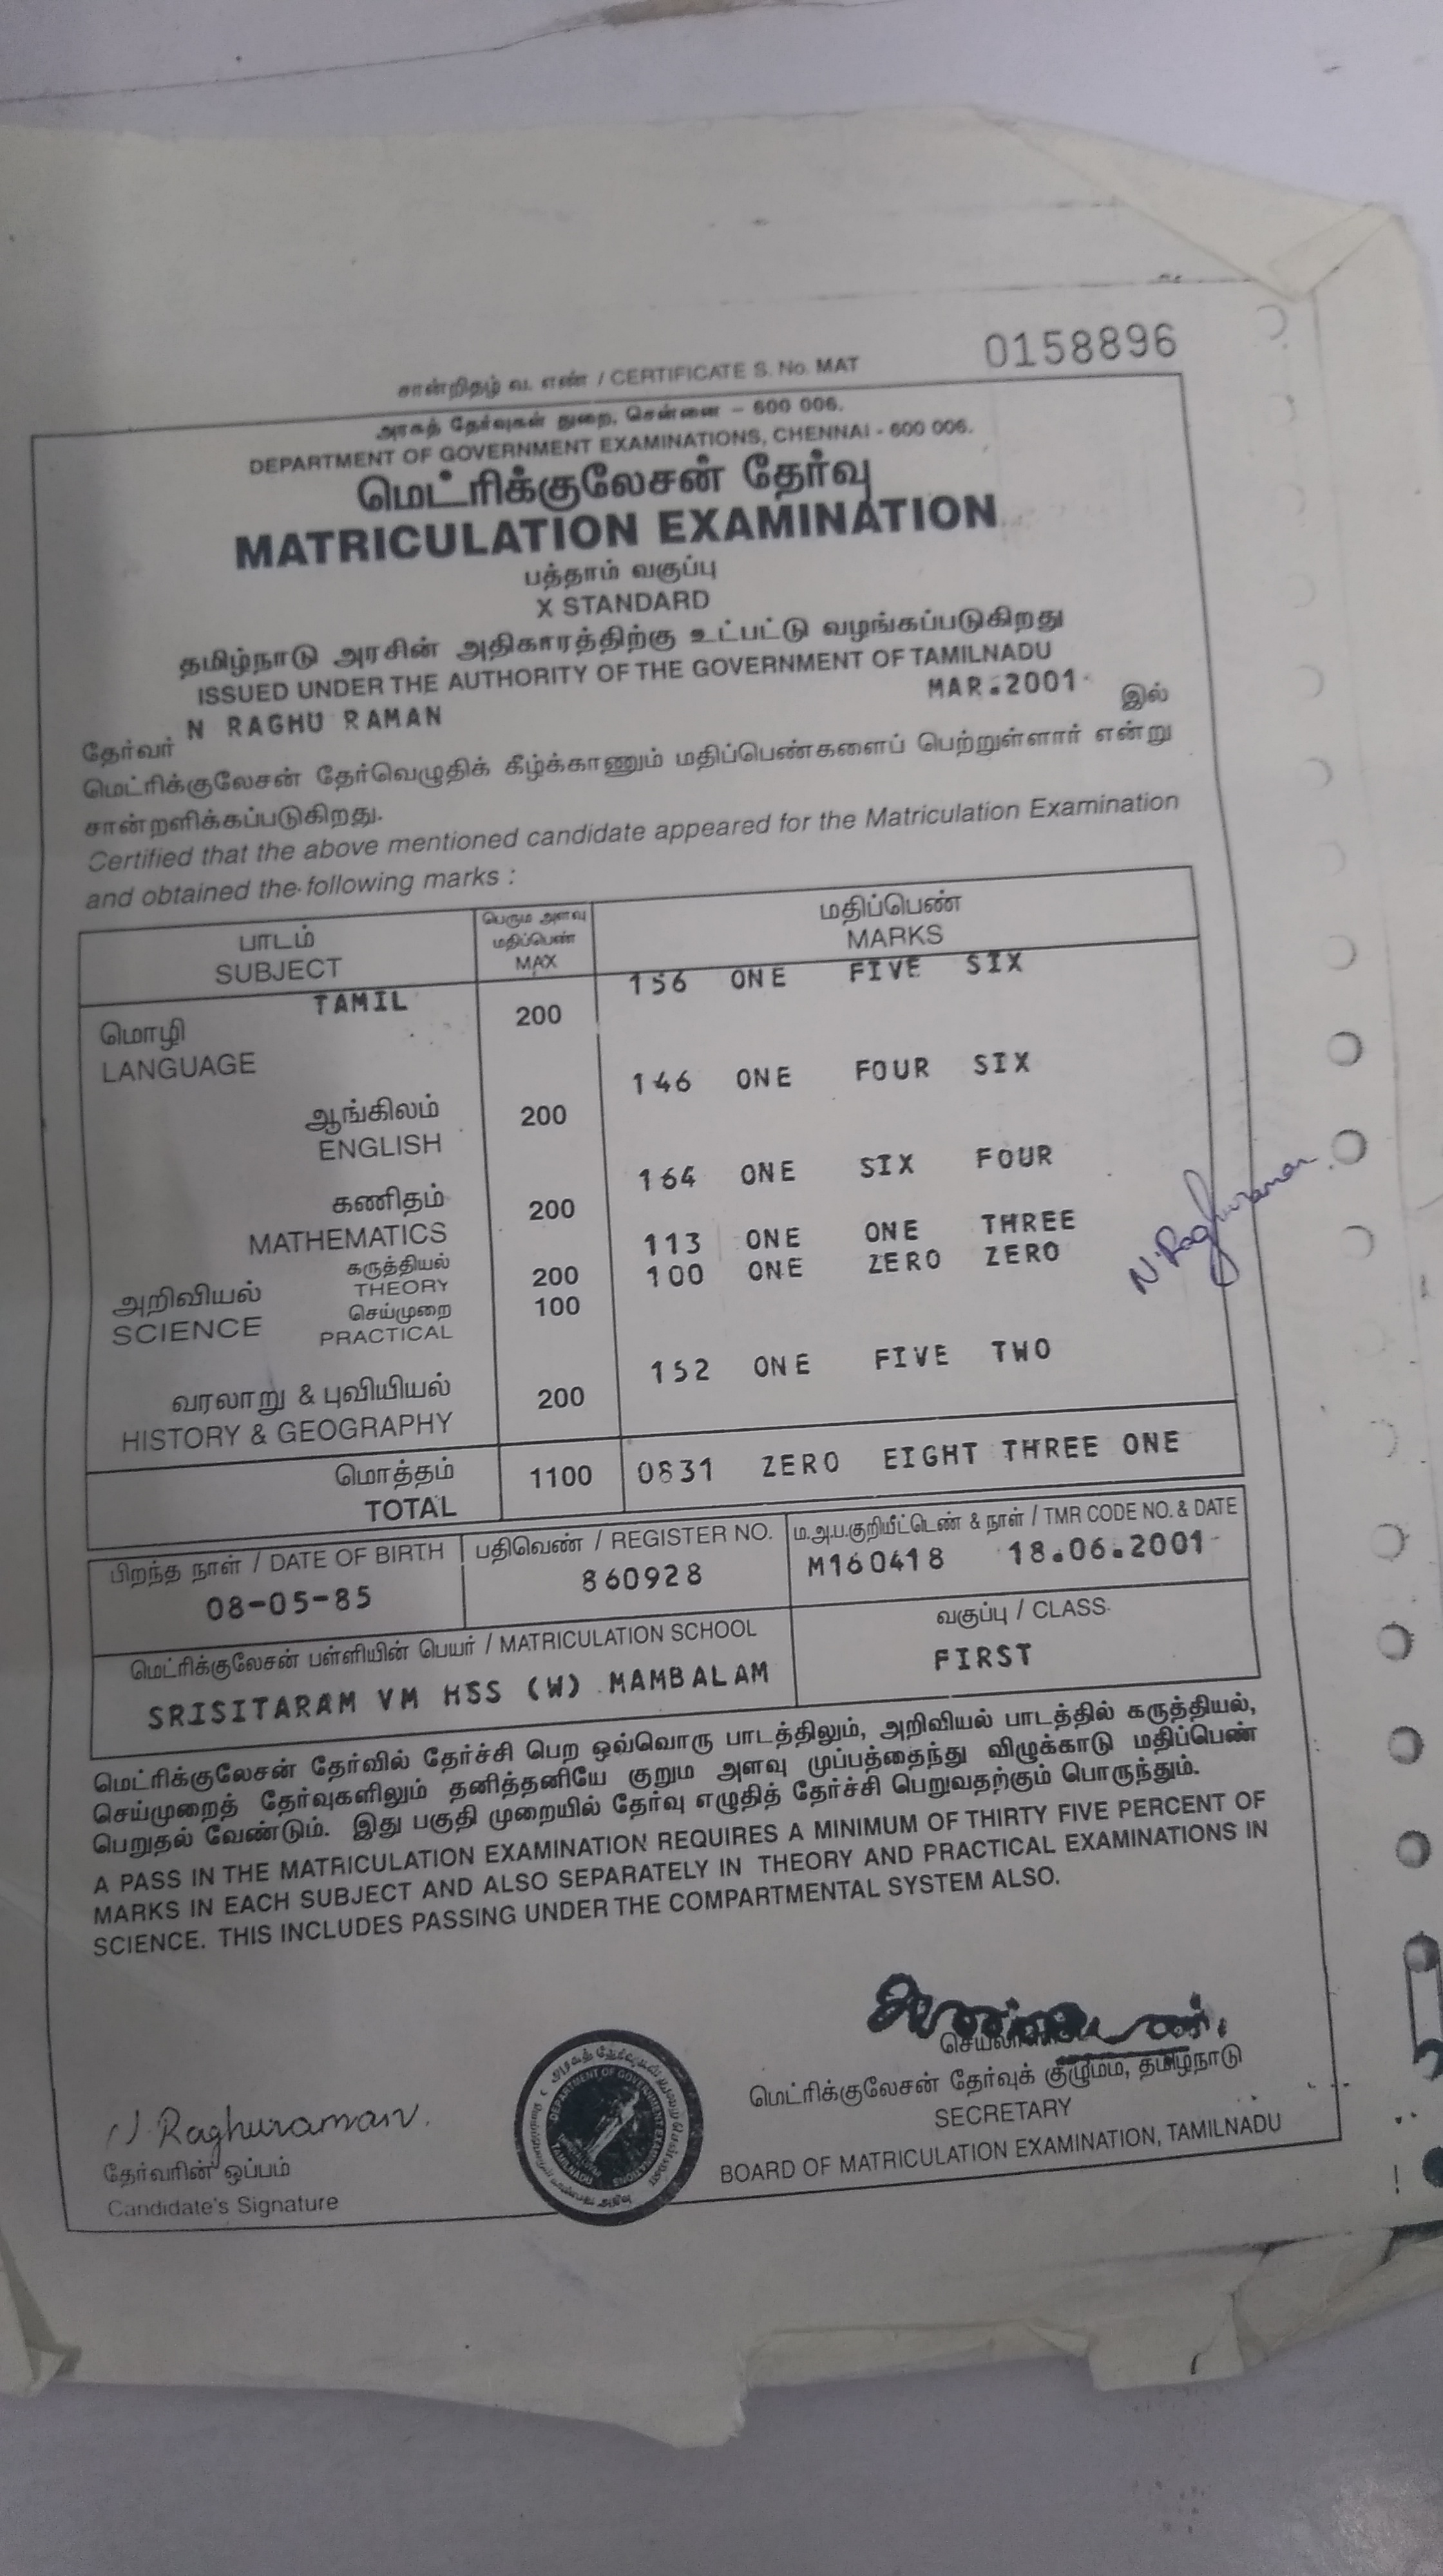 0158896
சான்றிதழ் வ. எண் / CERTIFICATE S. No. MAT
அரசுத் தேர்வுகள் துறை, சென்னை – 600 006.
DEPARTMENT OF GOVERNMENT EXAMINATIONS, CHENNAI - 600 006.
மெட்ரிக்குலேசன் தேர்வு
MATRICULATION EXAMINATION
பத்தாம் வகுப்பு
X STANDARD
தமிழ்நாடு அரசின் அதிகாரத்திற்கு உட்பட்டு வழங்கப்படுகிறது
ISSUED UNDER THE AUTHORITY OF THE GOVERNMENT OF TAMILNADU
தேர்வர் N RAGHU RAMAN MAR.2001 இல்
மெட்ரிக்குலேசன் தேர்வெழுதிக் கீழ்க்காணும் மதிப்பெண்களைப் பெற்றுள்ளார் என்று
சான்றளிக்கப்படுகிறது.
Certified that the above mentioned candidate appeared for the Matriculation Examination
and obtained the following marks :
பாடம் பெரும அளவு மதிப்பெண்
SUBJECT மதிப்பெண் MARKS
MAX
TAMIL 200 156 ONE FIVE SIX
மொழி
LANGUAGE
ஆங்கிலம் 200 146 ONE FOUR SIX
ENGLISH
கணிதம் 200 164 ONE SIX FOUR
MATHEMATICS
அறிவியல் கருத்தியல் 200 113 ONE ONE THREE
THEORY
SCIENCE செய்முறை 100 100 ONE ZERO ZERO
PRACTICAL
வரலாறு & புவியியல் 200 152 ONE FIVE TWO
HISTORY & GEOGRAPHY
மொத்தம் 1100 0831 ZERO EIGHT THREE ONE
TOTAL
N.Raghuraman.
பிறந்த நாள் / DATE OF BIRTH பதிவெண் / REGISTER NO. ம.அ.ப.குறியீட்டெண் & நாள் / TMR CODE NO. & DATE
08-05-85 860928 M160418 18.06.2001
மெட்ரிக்குலேசன் பள்ளியின் பெயர் / MATRICULATION SCHOOL வகுப்பு / CLASS
SRISITARAM VM HSS (W) MAMBALAM FIRST
மெட்ரிக்குலேசன் தேர்வில் தேர்ச்சி பெற ஒவ்வொரு பாடத்திலும், அறிவியல் பாடத்தில் கருத்தியல்,
செய்முறைத் தேர்வுகளிலும் தனித்தனியே குறும அளவு முப்பத்தைந்து விழுக்காடு மதிப்பெண்
பெறுதல் வேண்டும். இது பகுதி முறையில் தேர்வு எழுதித் தேர்ச்சி பெறுவதற்கும் பொருந்தும்.
A PASS IN THE MATRICULATION EXAMINATION REQUIRES A MINIMUM OF THIRTY FIVE PERCENT OF
MARKS IN EACH SUBJECT AND ALSO SEPARATELY IN THEORY AND PRACTICAL EXAMINATIONS IN
SCIENCE. THIS INCLUDES PASSING UNDER THE COMPARTMENTAL SYSTEM ALSO.
மெட்ரிக்குலேசன் தேர்வுக் குழுமம், தமிழ்நாடு
SECRETARY
BOARD OF MATRICULATION EXAMINATION, TAMILNADU
DEPARTMENT OF GOVERNMENT EXAMINATIONS
TAMILNADU
N. Raghuraman.
தேர்வரின் ஒப்பம்
Candidate's Signature